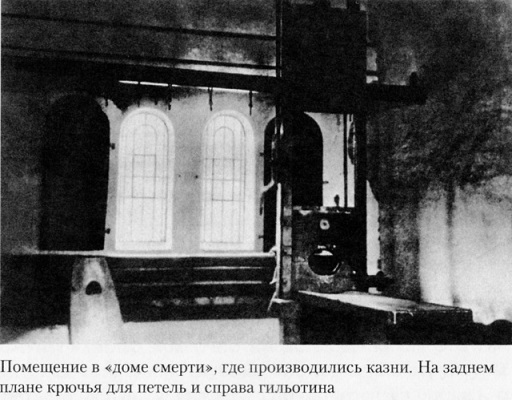 Помещение в «доме смерти», где производились казни. На заднем
плане крючья для петель и справа гильотина